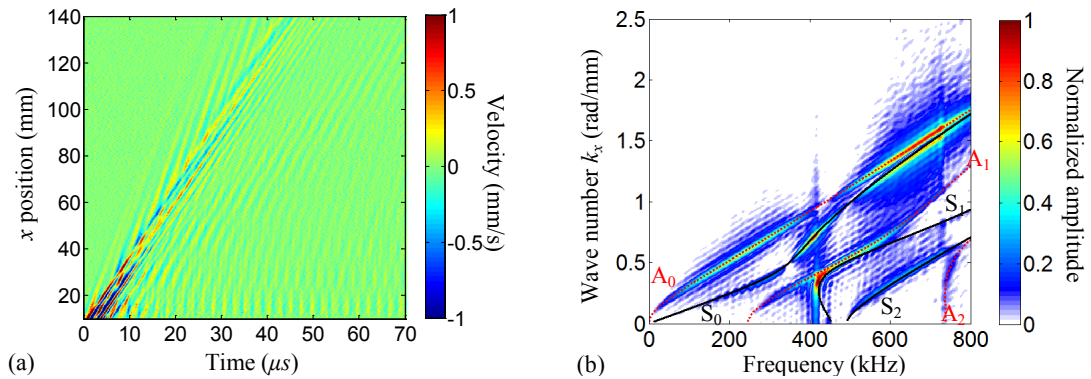 140
120
100
80
60
40
20
0
10
20
30
40
50
60
70
x position (mm)
Time (μs)
1
0.5
0
-0.5
-1
Velocity (mm/s)
(a)
2.5
2
1.5
1
0.5
0
0
200
400
600
800
Wave number kx (rad/mm)
Frequency (kHz)
A0
S0
A1
S1
S2
A2
1
0.8
0.6
0.4
0.2
0
Normalized amplitude
(b)